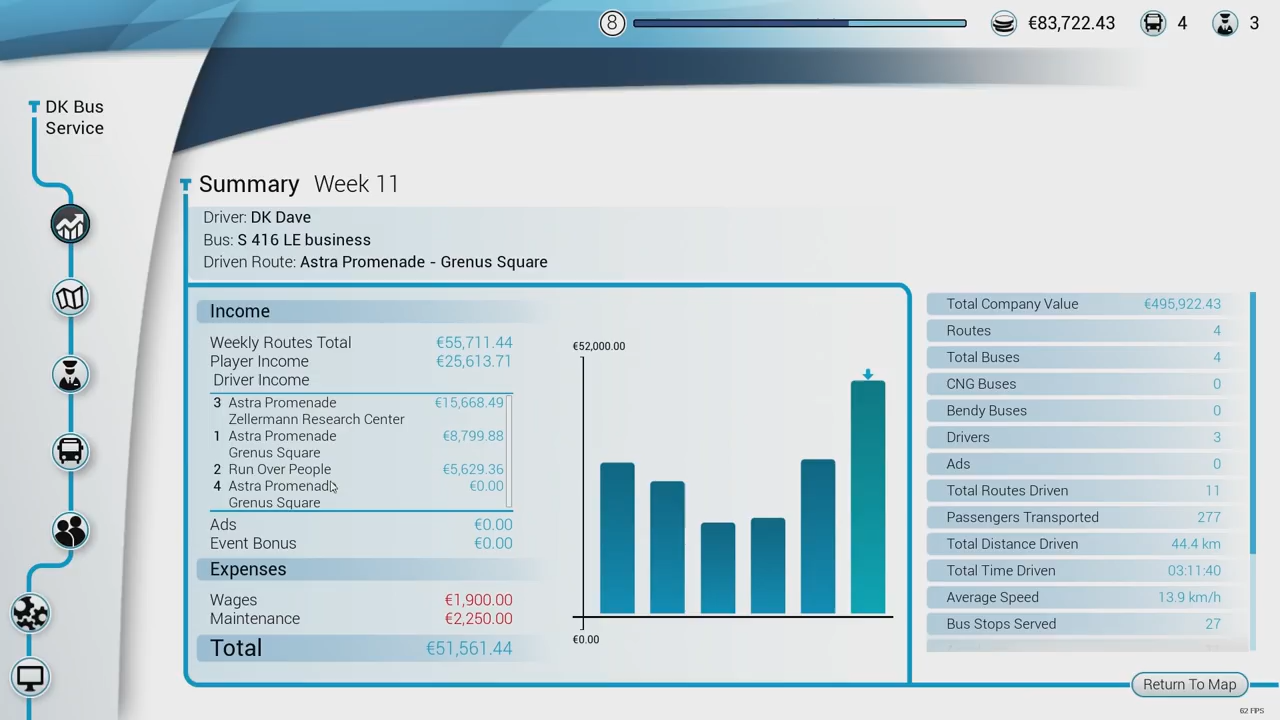 8
€83,722.43
4
3
DK Bus
Service
Summary Week 11
Driver: DK Dave
Bus: S 416 LE business
Driven Route: Astra Promenade - Grenus Square
Income
Weekly Routes Total €55,711.44
Player Income €25,613.71
Driver Income
3 Astra Promenade €15,668.49
Zellermann Research Center
1 Astra Promenade €8,799.88
Grenus Square
2 Run Over People €5,629.36
4 Astra Promenade €0.00
Grenus Square
Ads €0.00
Event Bonus €0.00
Expenses
Wages €1,900.00
Maintenance €2,250.00
Total €51,561.44
€52,000.00
€0.00
Total Company Value €495,922.43
Routes 4
Total Buses 4
CNG Buses 0
Bendy Buses 0
Drivers 3
Ads 0
Total Routes Driven 11
Passengers Transported 277
Total Distance Driven 44.4 km
Total Time Driven 03:11:40
Average Speed 13.9 km/h
Bus Stops Served 27
Return To Map
62 FPS